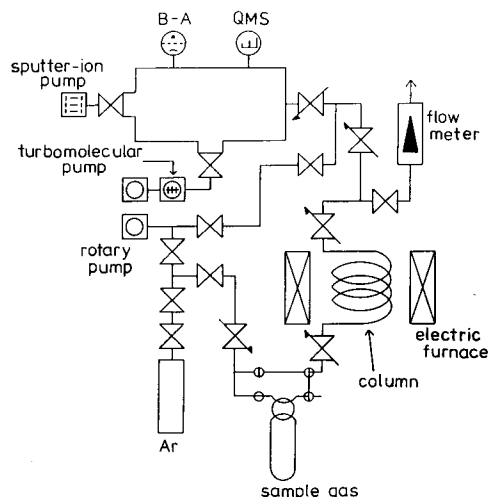 B-A
QMS
sputter-ion
pump
flow
meter
turbomolecular
pump
rotary
pump
electric
furnace
column
Ar
sample gas